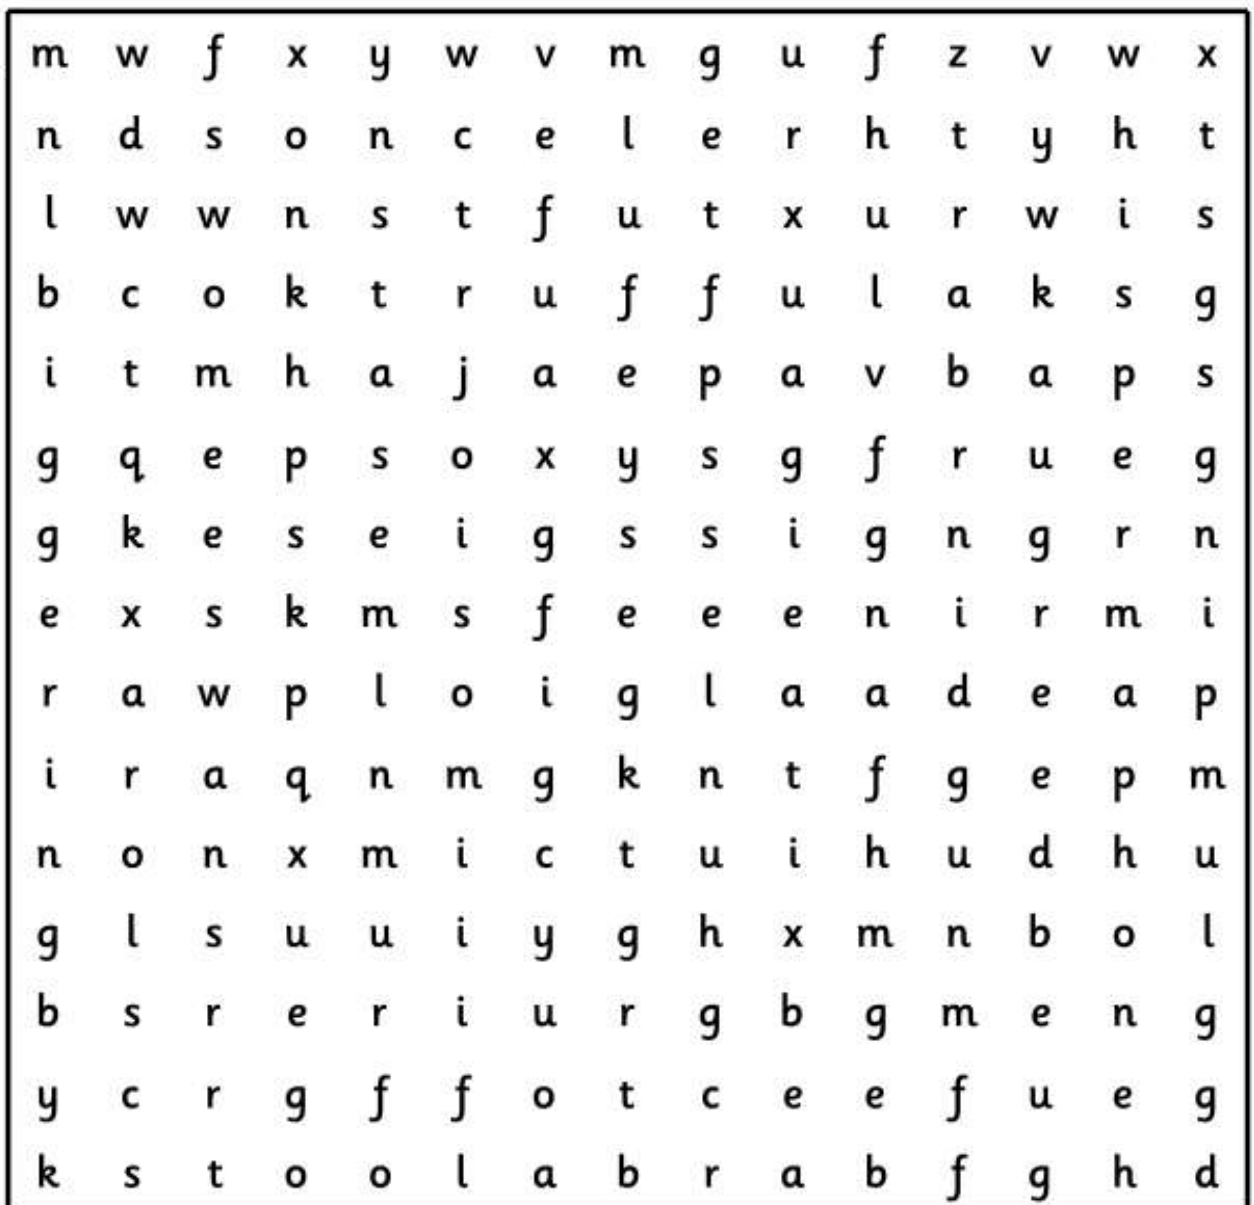 m w f x y w v m g u f z v w x
n d s o n c e l e r h t y h t
l w w n s t f u t x u r w i s
b c o k t r u f f u l a k s g
i t m h a j a e p a v b a p s
g q e p s o x y s g f r u e g
g k e s e i g s s i g n g r n
e x s k m s f e e e n i r m i
r a w p l o i g l a a d e a p
i r a q n m g k n t f g e p m
n o n x m i c t u i h u d h u
g l s u u i y g h x m n b o l
b s r e r i u r g b g m e n g
y c r g f f o t c e e f u e g
k s t o o l a b r a b f g h d